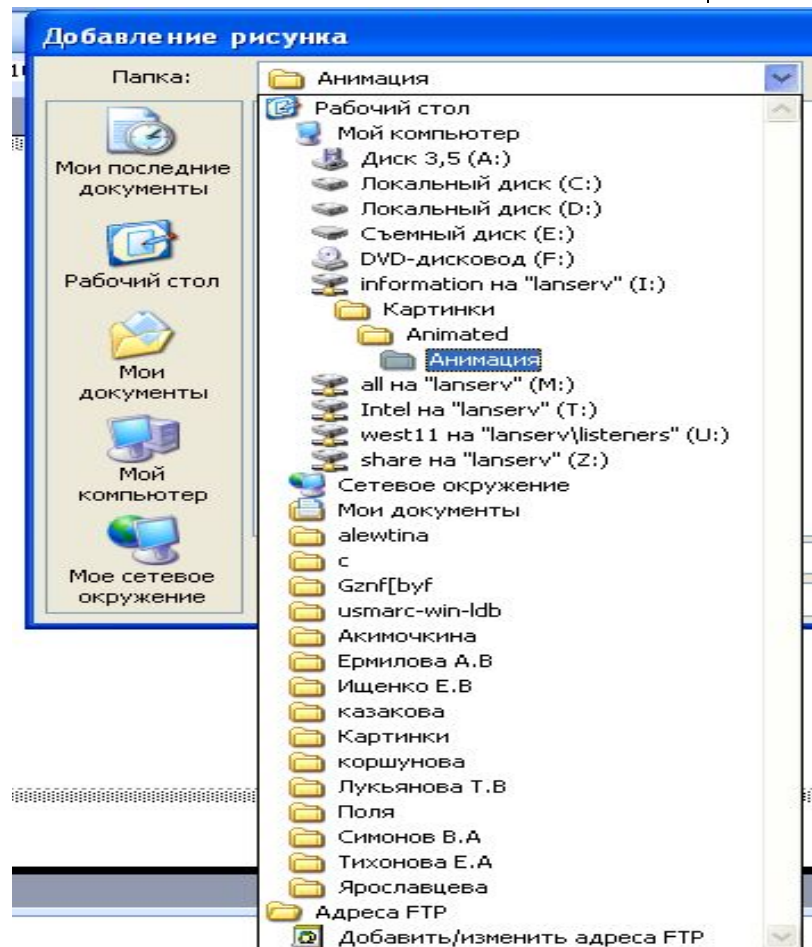 Добавление рисунка
Папка:
Анимация
Мои последние
документы
Рабочий стол
Мои
документы
Мой
компьютер
Мое сетевое
окружение
Рабочий стол
Мой компьютер
Диск 3,5 (A:)
Локальный диск (C:)
Локальный диск (D:)
Съемный диск (E:)
DVD-дисковод (F:)
information на "lanserv" (I:)
Картинки
Animated
Анимация
all на "lanserv" (M:)
Intel на "lanserv" (T:)
west11 на "lanserv\listeners" (U:)
share на "lanserv" (Z:)
Сетевое окружение
Мои документы
alewtina
с
Gznf[byf
usmarc-win-ldb
Акимочкина
Ермилова А.В
Ищенко Е.В
казакова
Картинки
коршунова
Лукьянова Т.В
Поля
Симонов В.А
Тихонова Е.А
Ярославцева
Адреса FTP
Добавить/изменить адреса FTP